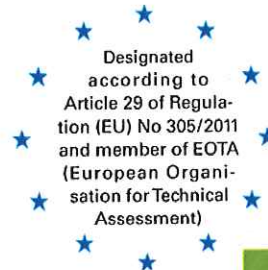 Designated
according to
Article 29 of Regula-
tion (EU) No 305/2011
and member of EOTA
(European Organi-
sation for Technical
Assessment)